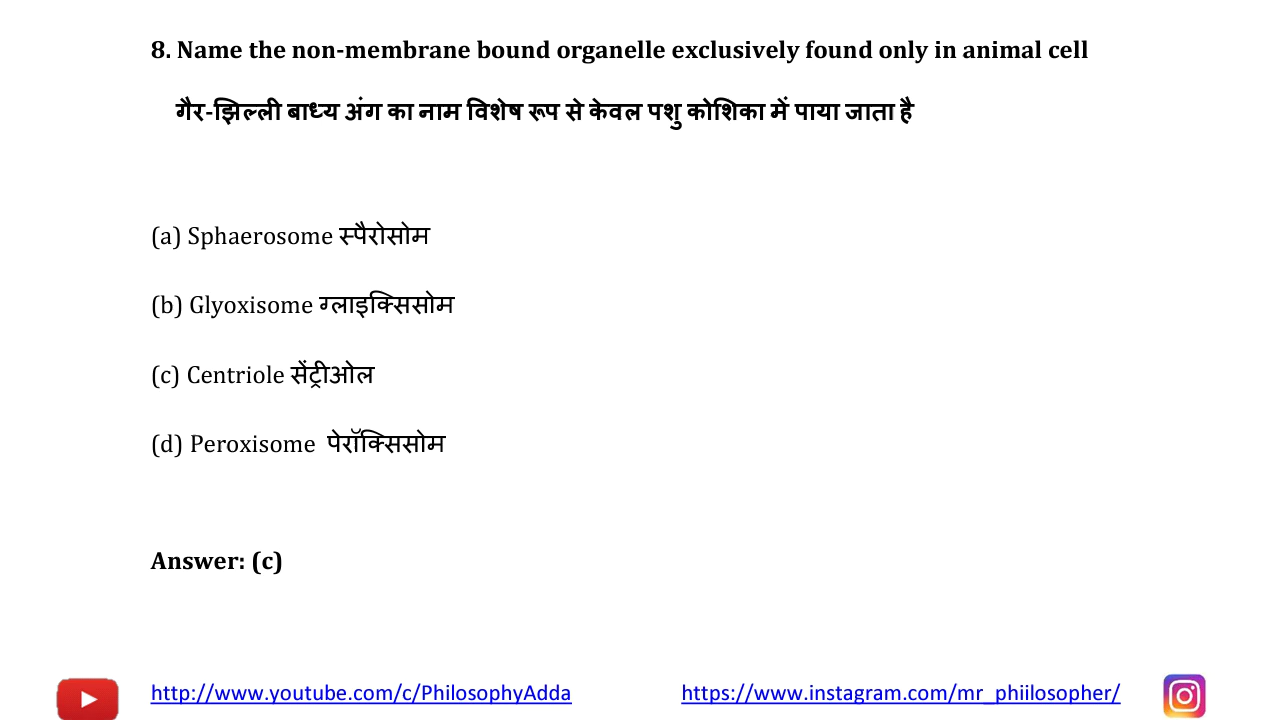 8. Name the non-membrane bound organelle exclusively found only in animal cell
गैर-झिल्ली बाध्य अंग का नाम विशेष रूप से केवल पशु कोशिका में पाया जाता है
(a) Sphaerosome स्पैरोसोम
(b) Glyoxisome ग्लाइक्सिसोम
(c) Centriole सेंट्रीओल
(d) Peroxisome पेरॉक्सिसोम
Answer: (c)
http://www.youtube.com/c/PhilosophyAdda https://www.instagram.com/mr_phiilosopher/